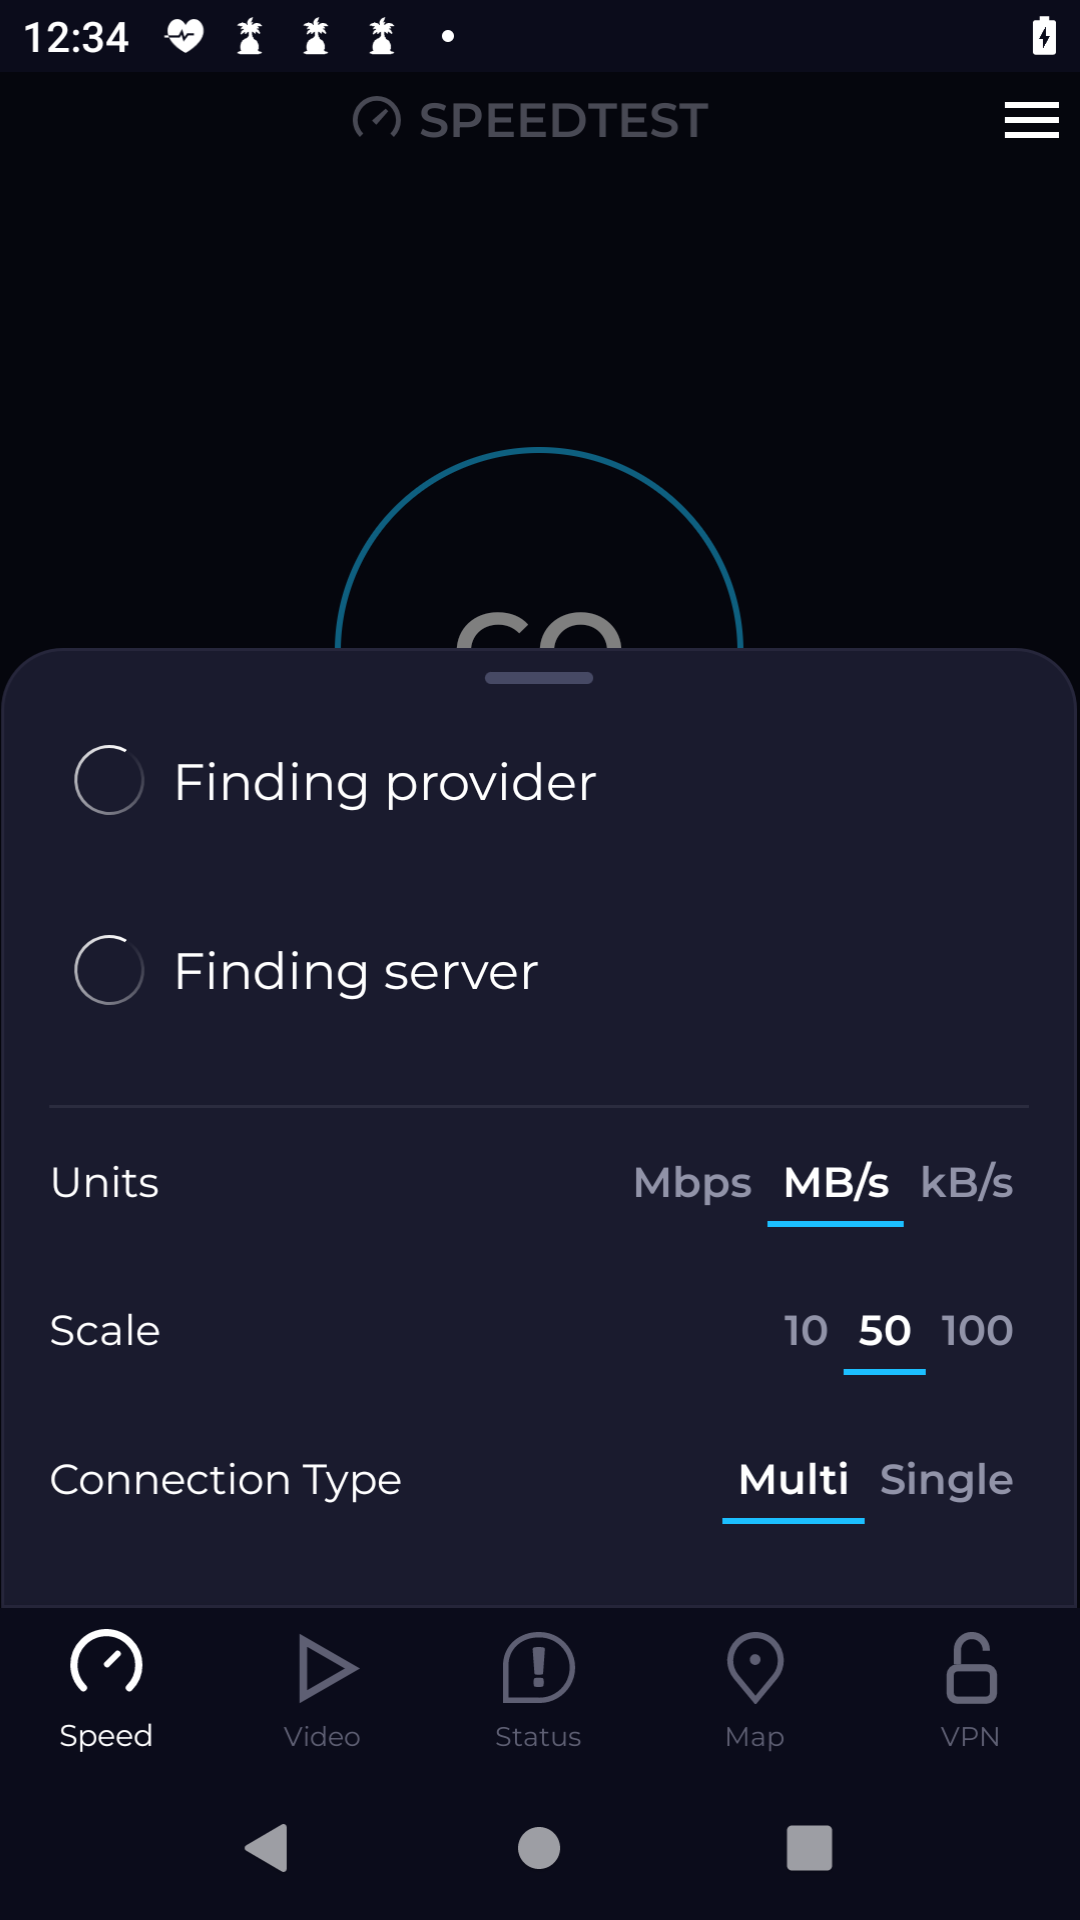 12:34
SPEEDTEST
GO
Finding provider
Finding server
Units Mbps MB/s kB/s
Scale 10 50 100
Connection Type Multi Single
Speed Video Status Map VPN